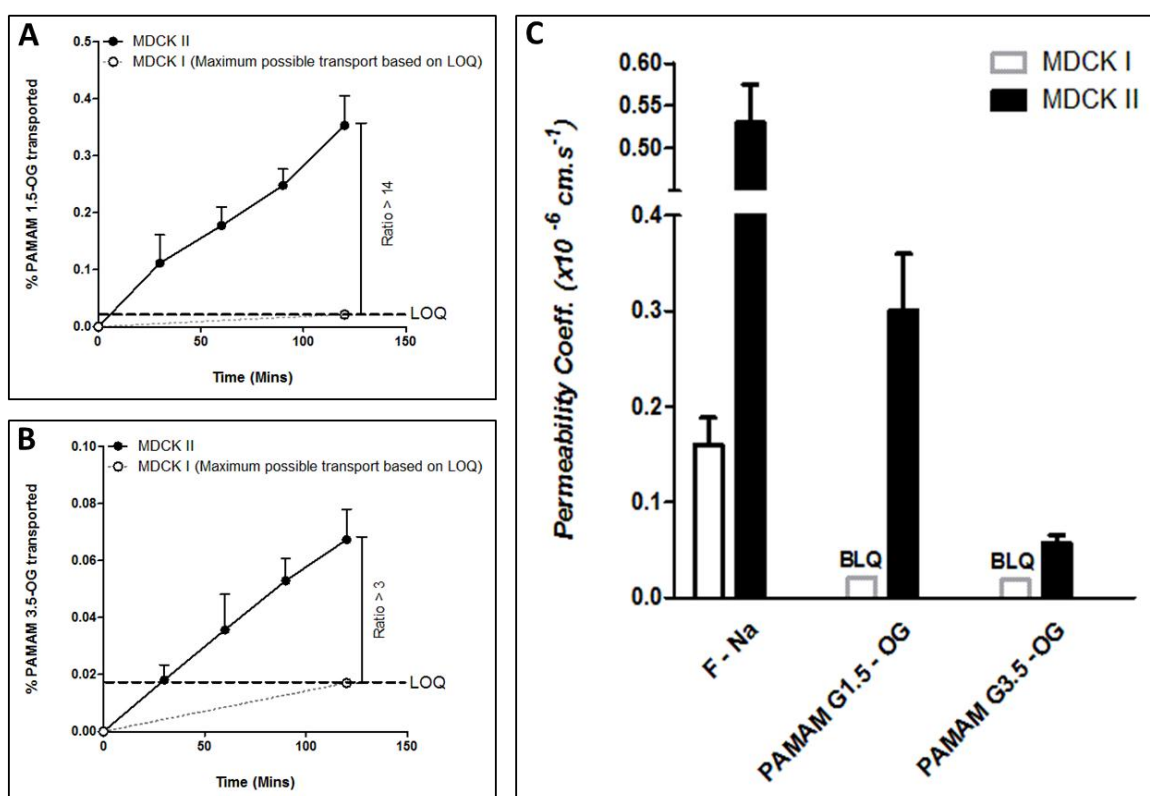 A
MDCK II
MDCK I (Maximum possible transport based on LOQ)
% PAMAM 1.5-OG transported
0.5
0.4
0.3
0.2
0.1
0.0
Ratio > 14
LOQ
0
50
100
150
Time (Mins)
B
MDCK II
MDCK I (Maximum possible transport based on LOQ)
% PAMAM 3.5-OG transported
0.10
0.08
0.06
0.04
0.02
0.00
Ratio > 3
LOQ
0
50
100
150
Time (Mins)
C
MDCK I
MDCK II
Permeability Coeff. (x10 -6 cm.s-1)
0.60
0.55
0.50
0.4
0.3
0.2
0.1
0.0
BLQ
BLQ
F - Na
PAMAM G1.5 - OG
PAMAM G3.5 -OG